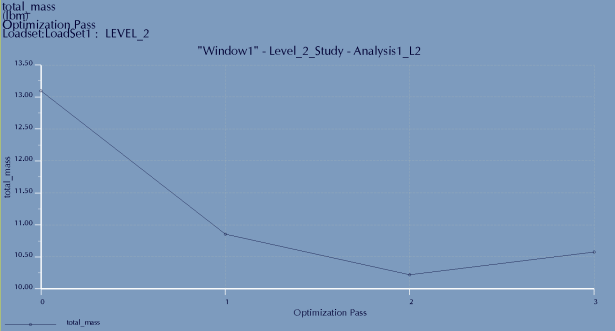 total_mass
(lbm)
Optimization Pass
Loadset:LoadSet1 :  LEVEL_2
"Window1" - Level_2_Study - Analysis1_L2
13.50
13.00
12.50
12.00
11.50
11.00
10.50
10.00
total_mass
0
1
2
3
Optimization Pass
total_mass